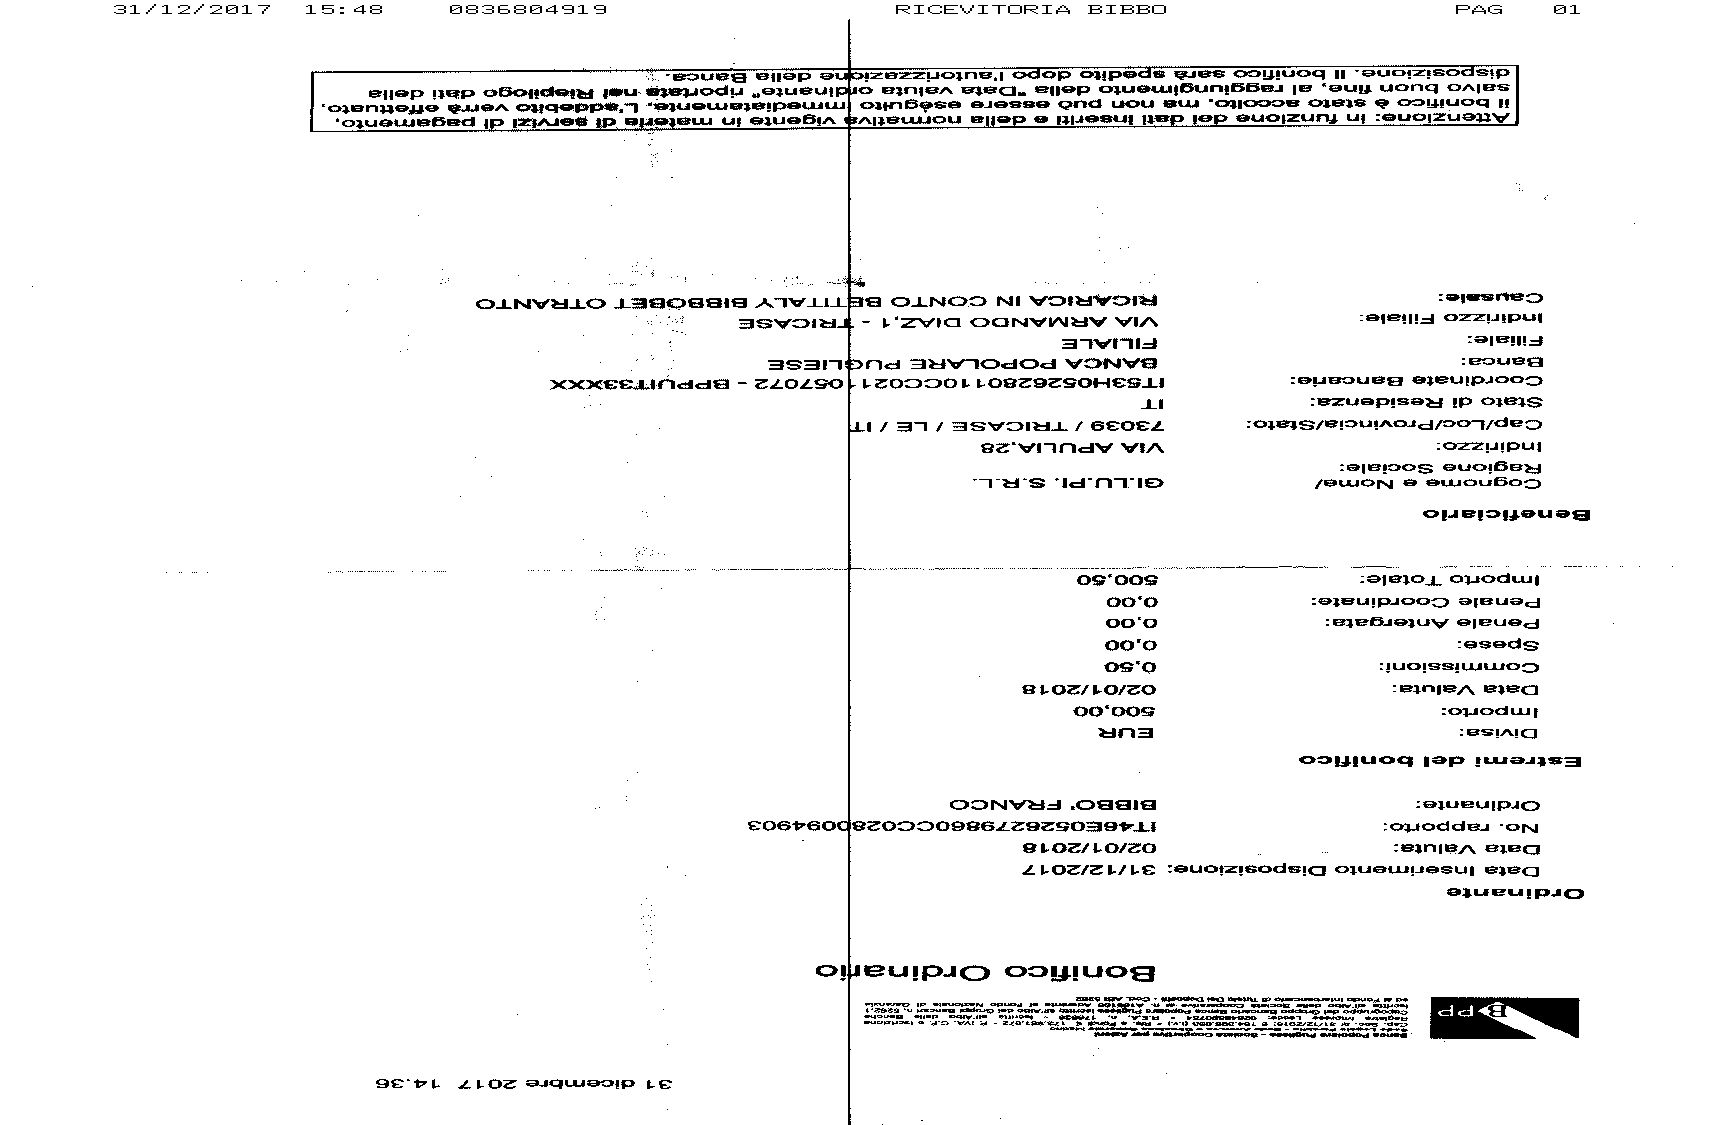 31/12/2017 15:48 0836804919 RICEVITORIA BIBBO PAG 01
31 dicembre 2017 14.36
Banca Popolare Pugliese - Società Cooperativa per Azioni
BPP
Bonifico Ordinario
Ordinante
Data Inserimento Disposizione: 31/12/2017
Data Valuta: 02/01/2018
No. rapporto: IT46E0526279860CC0280094903
Ordinante: BIBBO' FRANCO
Estremi del bonifico
Divisa: EUR
Importo: 500,00
Data Valuta: 02/01/2018
Commissioni: 0,50
Spese: 0,00
Penale Antergata: 0,00
Penale Coordinate: 0,00
Importo Totale: 500,50
Beneficiario
Cognome e Nome/ GI.LU.PI. S.R.L.
Ragione Sociale:
Indirizzo: VIA APULIA,28
Cap/Loc/Provincia/Stato: 73039 / TRICASE / LE / IT
Stato di Residenza: IT
Coordinate Bancarie: IT53H0526280110CC0211057072 - BPPUIT33XXX
Banca: BANCA POPOLARE PUGLIESE
Filiale: FILIALE
Indirizzo Filiale: VIA ARMANDO DIAZ,1 - TRICASE
Causale: RICARICA IN CONTO BETITALY BIBBOBET OTRANTO
Attenzione: in funzione dei dati inseriti e della normativa vigente in materia di servizi di pagamento,
il bonifico è stato accolto, ma non può essere eseguito immediatamente. L'addebito verrà effettuato,
salvo buon fine, al raggiungimento della "Data valuta ordinante" riportata nel Riepilogo dati della
disposizione. Il bonifico sarà spedito dopo l'autorizzazione della Banca.